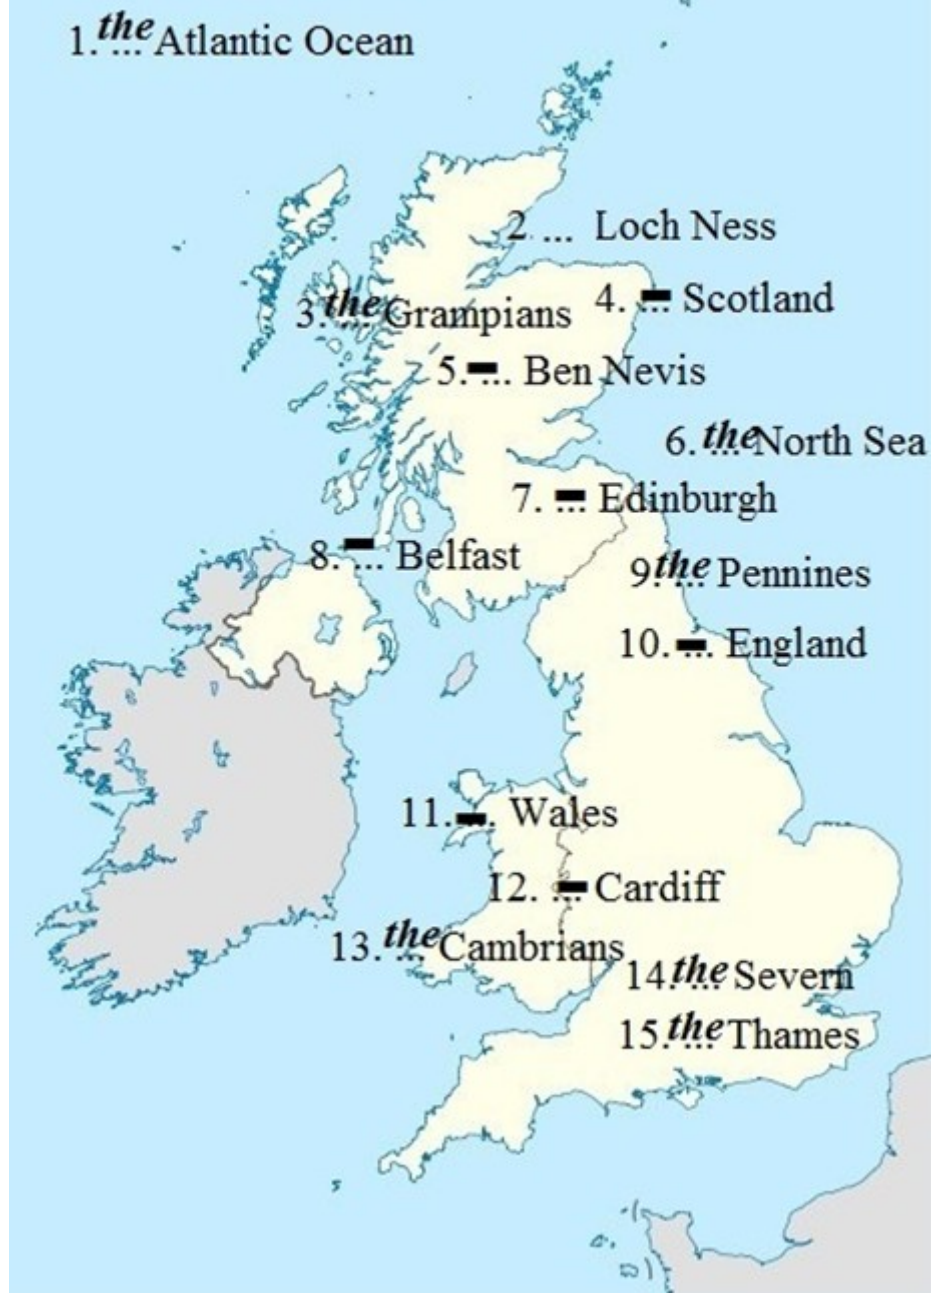 1. the ... Atlantic Ocean
2 ... Loch Ness
3. the ... Grampians
4. – ... Scotland
5. – ... Ben Nevis
6. the ... North Sea
7. – ... Edinburgh
8. – ... Belfast
9. the ... Pennines
10. – ... England
11. – ... Wales
12. – ... Cardiff
13. the ... Cambrians
14. the ... Severn
15. the ... Thames